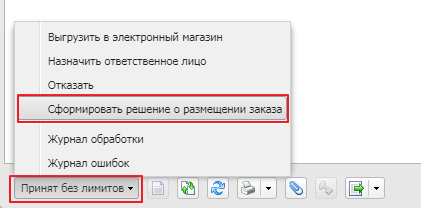 Выгрузить в электронный магазин
Назначить ответственное лицо
Отказать
Сформировать решение о размещении заказа
Журнал обработки
Журнал ошибок
Принят без лимитов